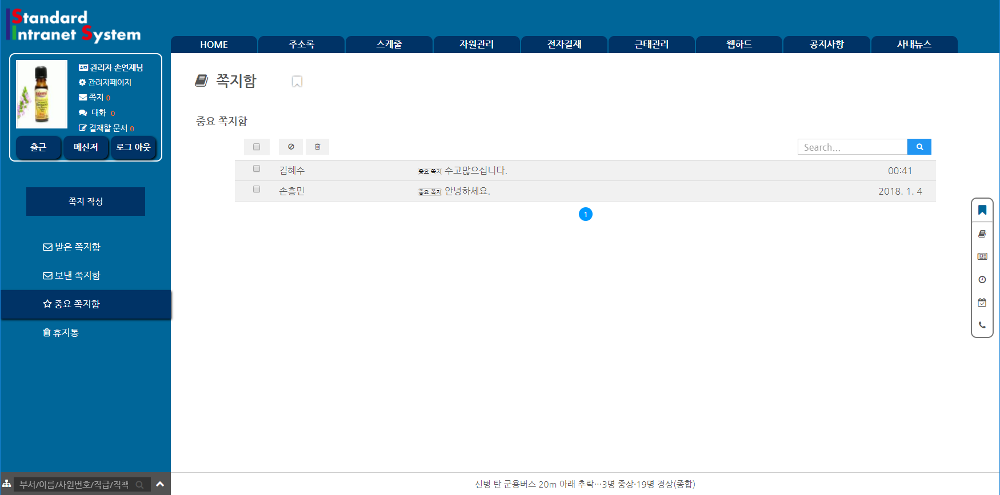 Standard
Intranet System
HOME
주소록
스케줄
자원관리
전자결재
근태관리
웹하드
공지사항
사내뉴스
관리자 손연재님
관리자페이지
쪽지 0
대화 0
결재할 문서 0
출근
메신저
로그 아웃
쪽지 작성
받은 쪽지함
보낸 쪽지함
중요 쪽지함
휴지통
부서/이름/사원번호/직급/직책
쪽지함
중요 쪽지함
Search...
김혜수 중요 쪽지 수고많으십니다. 00:41
손흥민 중요 쪽지 안녕하세요. 2018. 1. 4
1
신병 탄 군용버스 20m 아래 추락…3명 중상·19명 경상(종합)